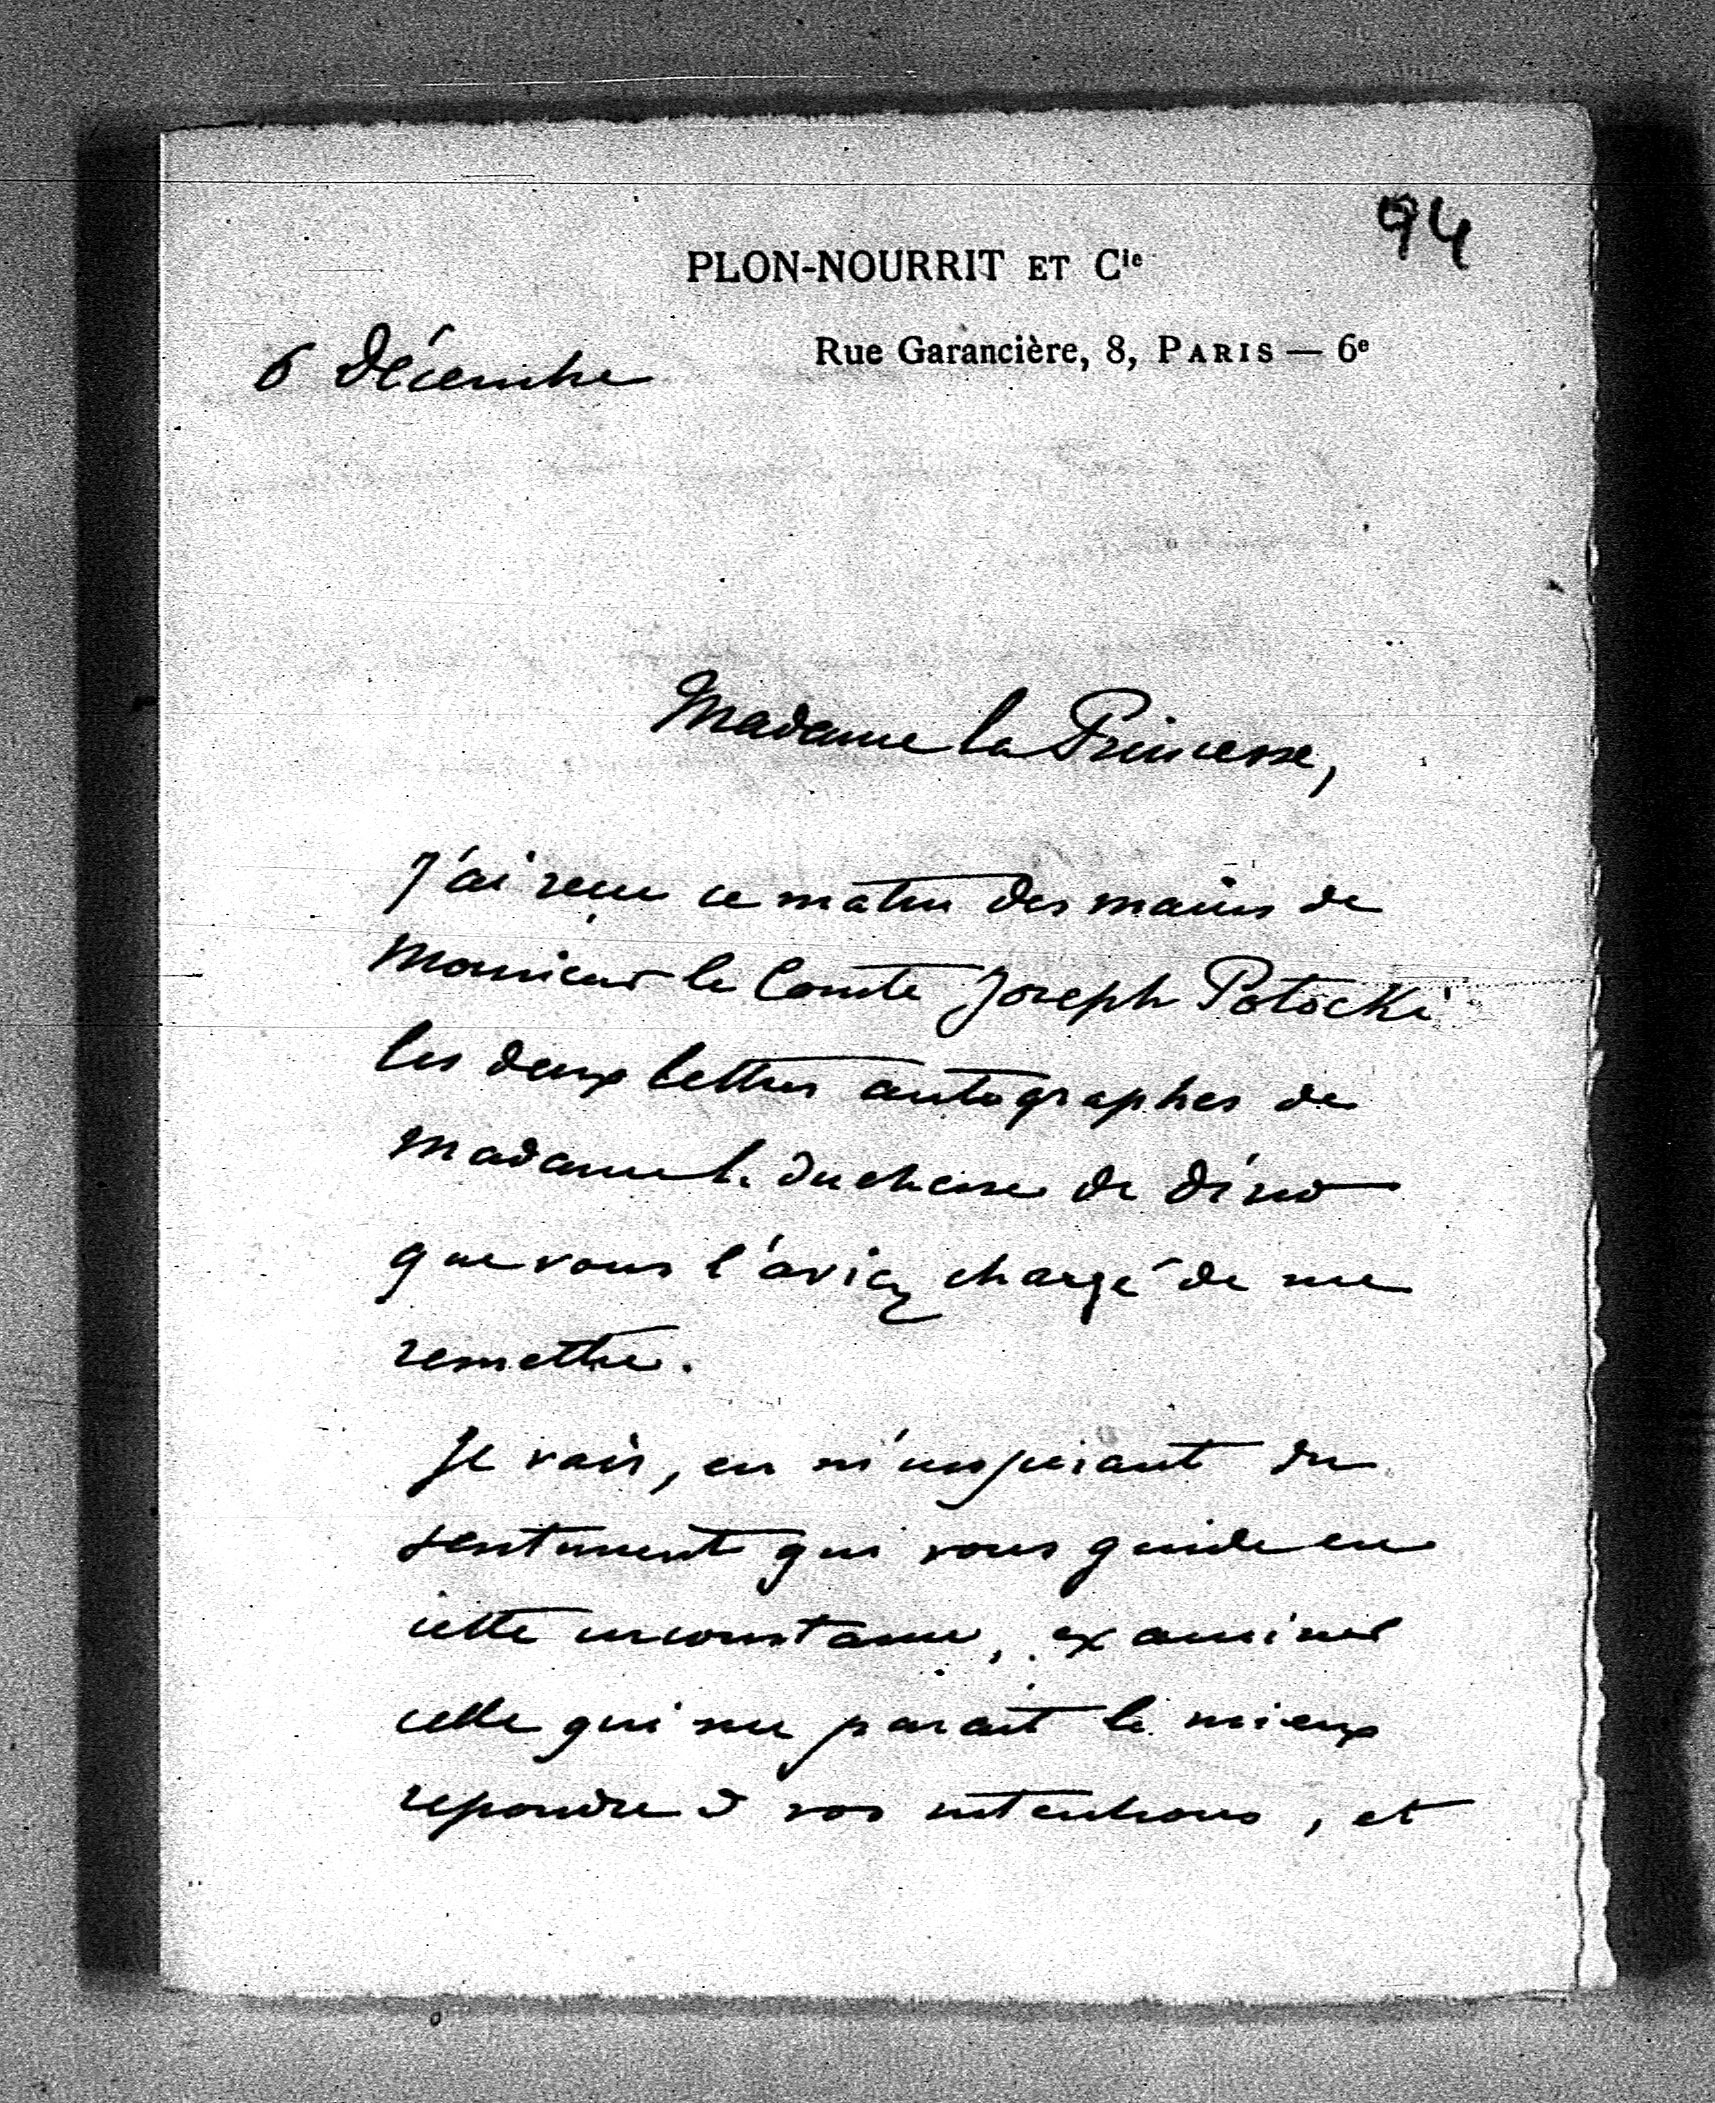 94
PLON-NOURRIT ET Cie
Rue Garancière, 8, PARIS — 6e
6 Décembre
Madame la Princesse,
J'ai reçu ce matin des mains de
Monsieur le Comte Joseph Potocki
les deux lettres autographes de
Madame la Duchesse de Dino
que vous l'aviez chargé de me
remettre.
Je vais, en m'inspirant du
sentiment qui vous guide en
cette circonstance, examiner
celle qui me parait le mieux
repondre à vos intentions, et